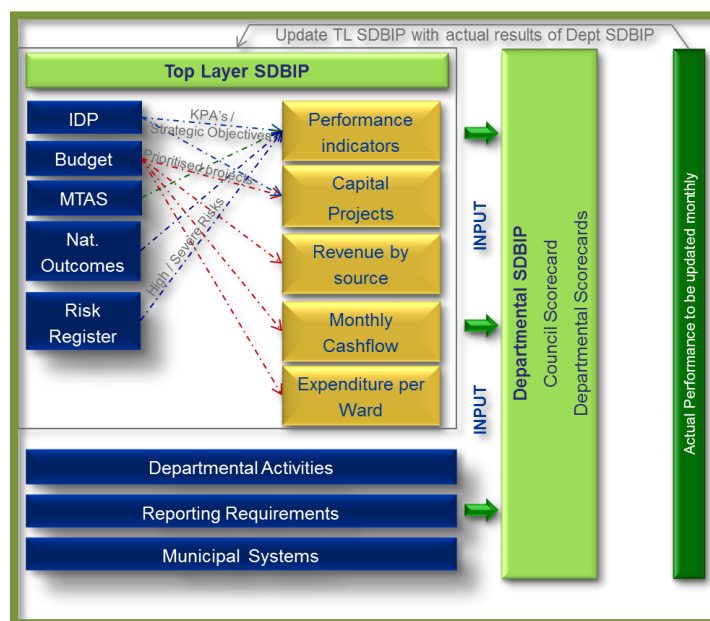 Update TL SDBIP with actual results of Dept SDBIP
Top Layer SDBIP
IDP
Budget
MTAS
Nat.
Outcomes
Risk
Register
KPA's /
Strategic Objectives
Prioritised projects
High / Severe Risks
Performance
indicators
Capital
Projects
Revenue by
source
Monthly
Cashflow
Expenditure per
Ward
INPUT
INPUT
Departmental SDBIP
Council Scorecard
Departmental Scorecards
Actual Performance to be updated monthly
Departmental Activities
Reporting Requirements
Municipal Systems